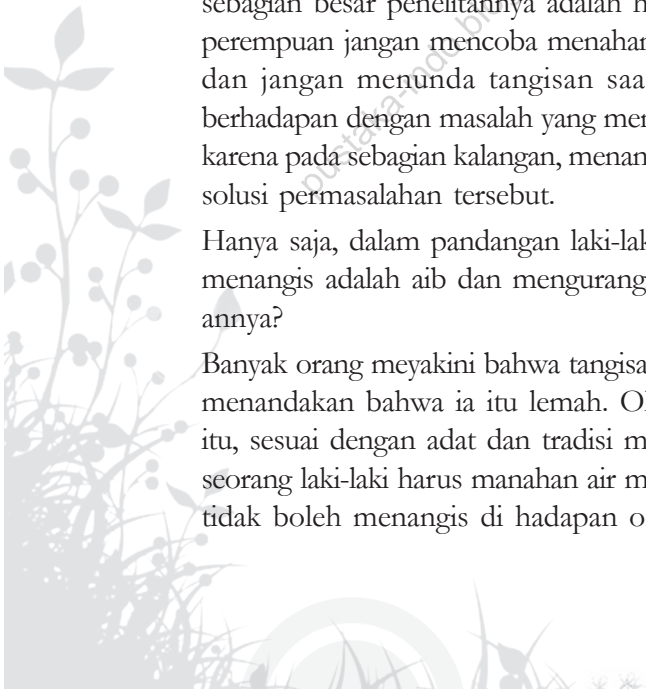 sebagian besar penelitannya adalah
perempuan jangan mencoba menahan
dan jangan menunda tangisan saa
berhadapan dengan masalah yang mer
karena pada sebagian kalangan, menan
solusi permasalahan tersebut.
Hanya saja, dalam pandangan laki-lak
menangis adalah aib dan mengurang
annya?
Banyak orang meyakini bahwa tangisa
menandakan bahwa ia itu lemah. Ol
itu, sesuai dengan adat dan tradisi m
seorang laki-laki harus manahan air m
tidak boleh menangis di hadapan o